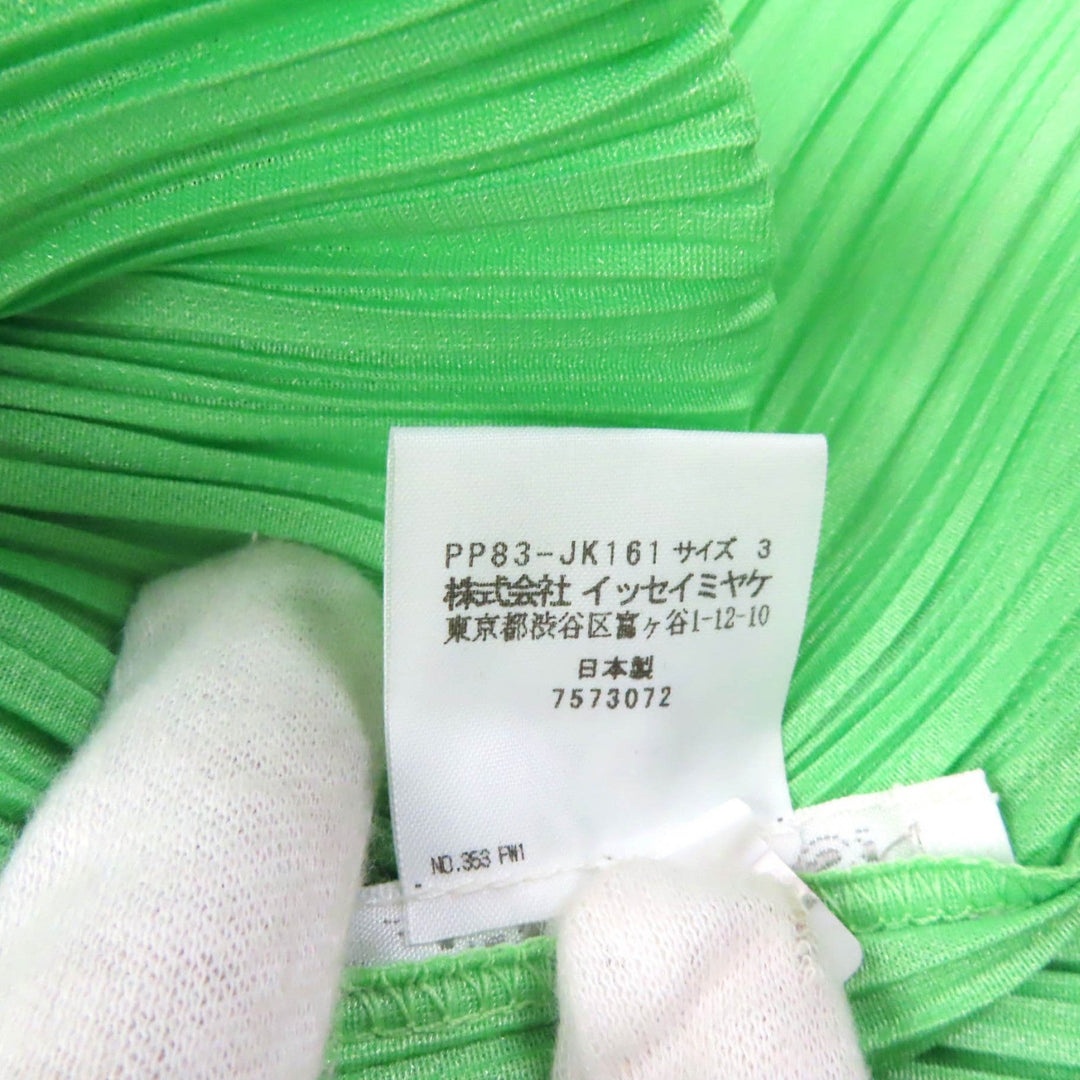 PP83-JK161 サイズ 3
株式会社 イッセイミヤケ
東京都渋谷区富ヶ谷1-12-10
日本製
7573072
NO.353 FW1